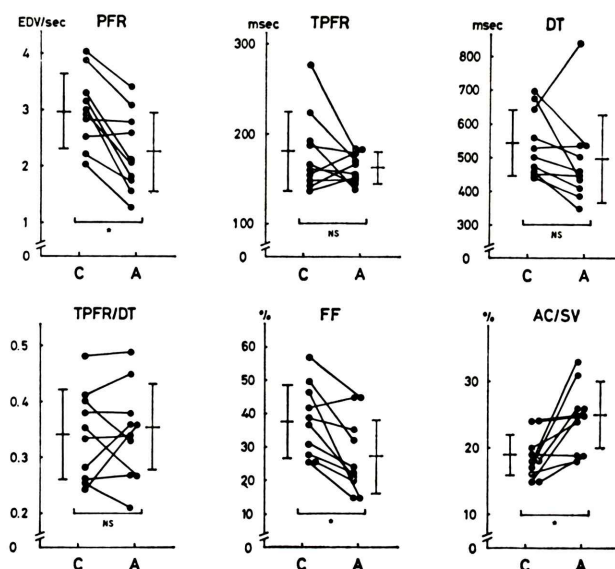 EDV/sec PFR
4
3
2
1
0
*
C A
msec TPFR
300
200
100
0
NS
C A
msec DT
800
700
600
500
400
300
0
NS
C A
TPFR/DT
0.5
0.4
0.3
0.2
0
NS
C A
% FF
60
50
40
30
20
10
0
*
C A
% AC/SV
30
20
10
0
*
C A